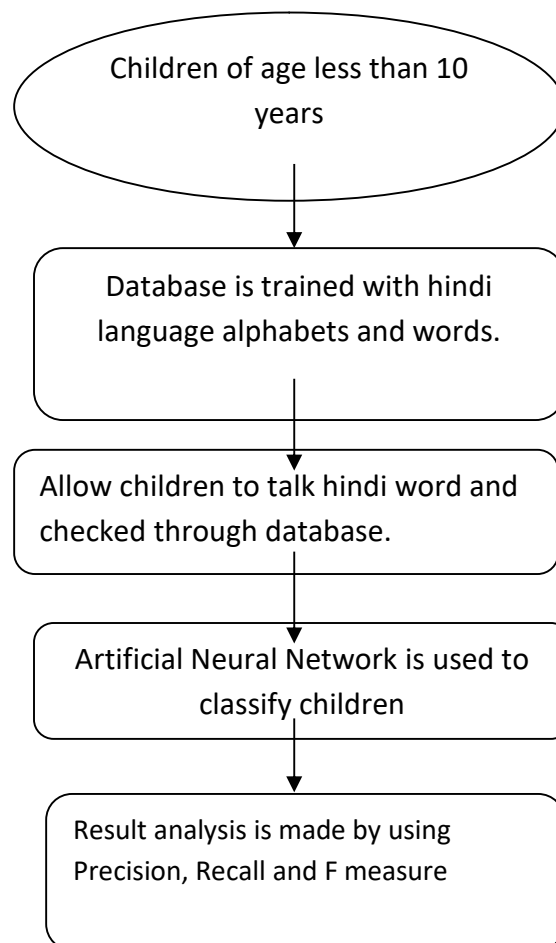 Children of age less than 10
years
Database is trained with hindi
language alphabets and words.
Allow children to talk hindi word and
checked through database.
Artificial Neural Network is used to
classify children
Result analysis is made by using
Precision, Recall and F measure